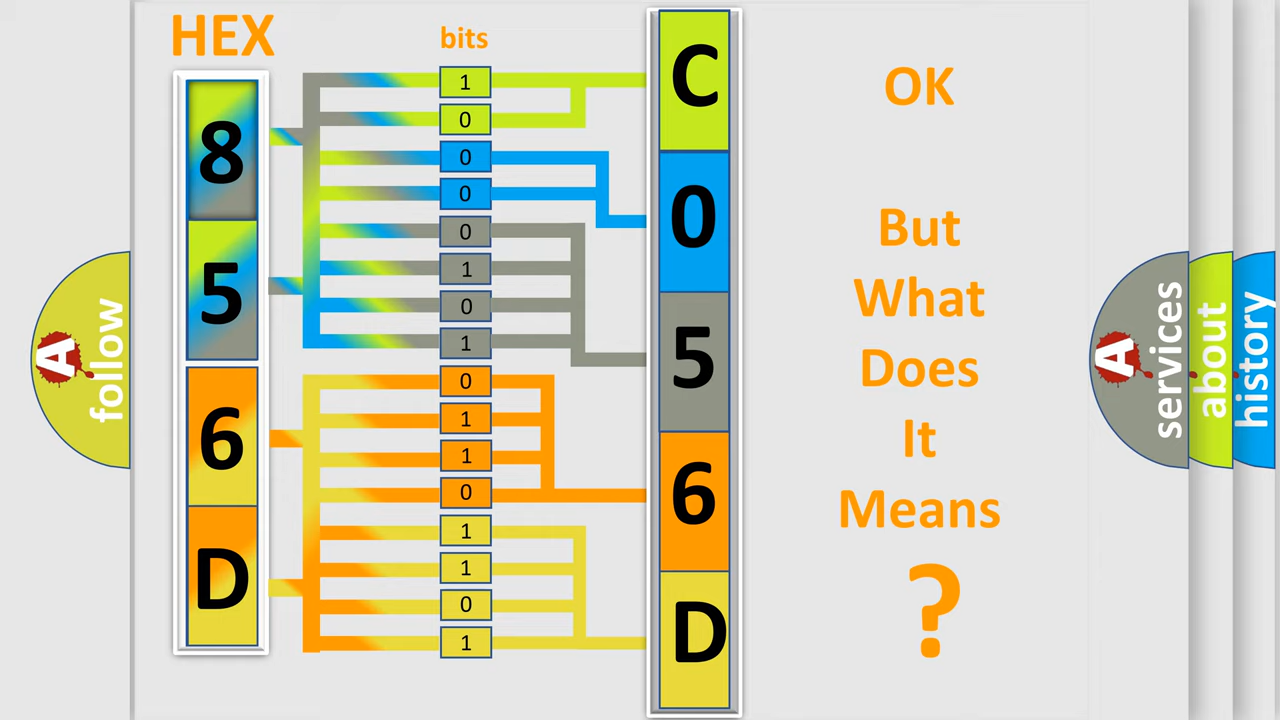 HEX
bits
8
5
6
D
1
0
0
0
0
1
0
1
0
1
1
0
1
1
0
1
C
0
5
6
D
OK
But
What
Does
It
Means
?
A
follow
A
services
about
history